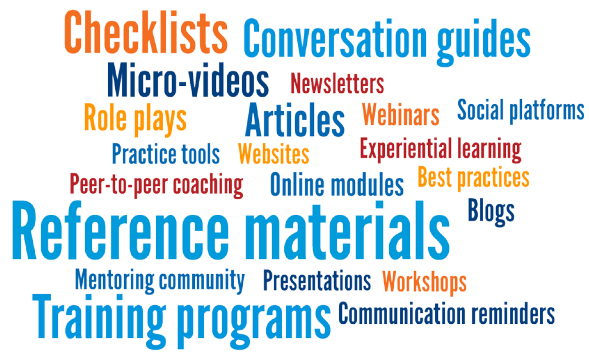 Checklists Conversation guides
Micro-videos Newsletters
Role plays Articles Webinars Social platforms
Practice tools Websites Experiential learning
Peer-to-peer coaching Online modules Best practices
Reference materials Blogs
Mentoring community Presentations Workshops
Training programs Communication reminders